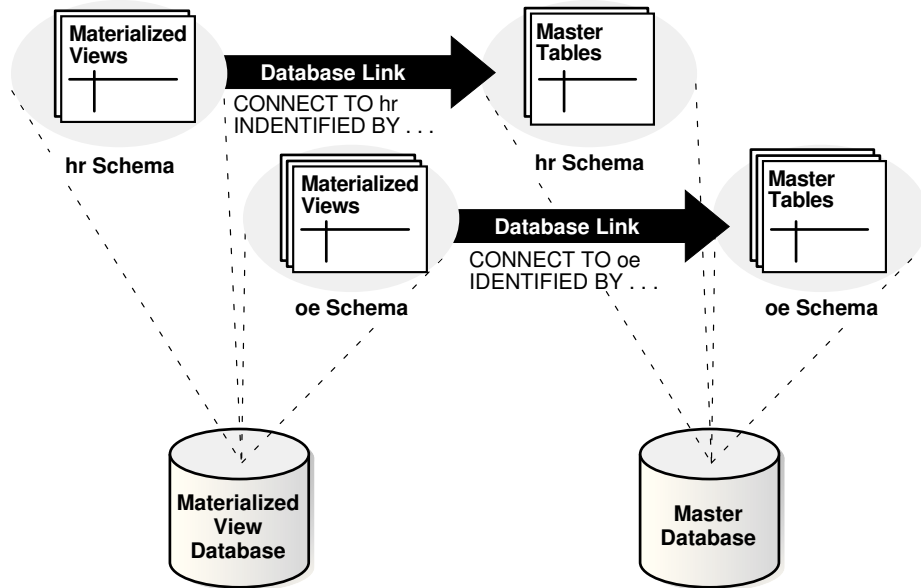 Materialized
Views
Database Link
CONNECT TO hr
INDENTIFIED BY . . .
Master
Tables
hr Schema
hr Schema
Materialized
Views
Database Link
CONNECT TO oe
IDENTIFIED BY . . .
Master
Tables
oe Schema
oe Schema
Materialized
View
Database
Master
Database